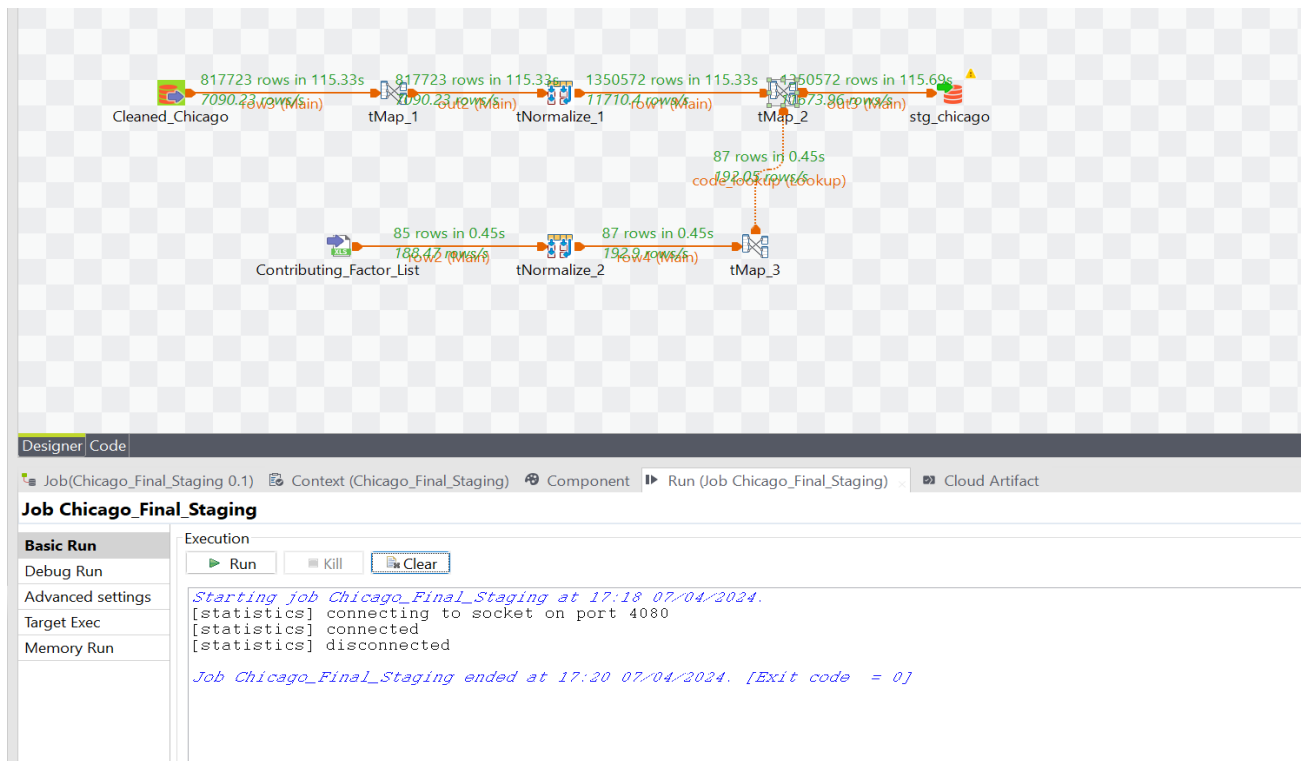 817723 rows in 115.33s
7090.23 rows/s
row3 (Main)
817723 rows in 115.33s
7090.23 rows/s
out2 (Main)
1350572 rows in 115.33s
11710.4 rows/s
row1 (Main)
1350572 rows in 115.69s
11673.96 rows/s
out3 (Main)
Cleaned_Chicago
tMap_1
tNormalize_1
tMap_2
stg_chicago
87 rows in 0.45s
192.05 rows/s
code_lookup (Lookup)
85 rows in 0.45s
188.47 rows/s
row2 (Main)
87 rows in 0.45s
192.9 rows/s
row4 (Main)
Contributing_Factor_List
tNormalize_2
tMap_3
Designer Code
Job(Chicago_Final_Staging 0.1) Context (Chicago_Final_Staging) Component Run (Job Chicago_Final_Staging) Cloud Artifact
Job Chicago_Final_Staging
Basic Run
Debug Run
Advanced settings
Target Exec
Memory Run
Execution
Run Kill Clear
Starting job Chicago_Final_Staging at 17:18 07/04/2024.
[statistics] connecting to socket on port 4080
[statistics] connected
[statistics] disconnected
Job Chicago_Final_Staging ended at 17:20 07/04/2024. [Exit code  = 0]